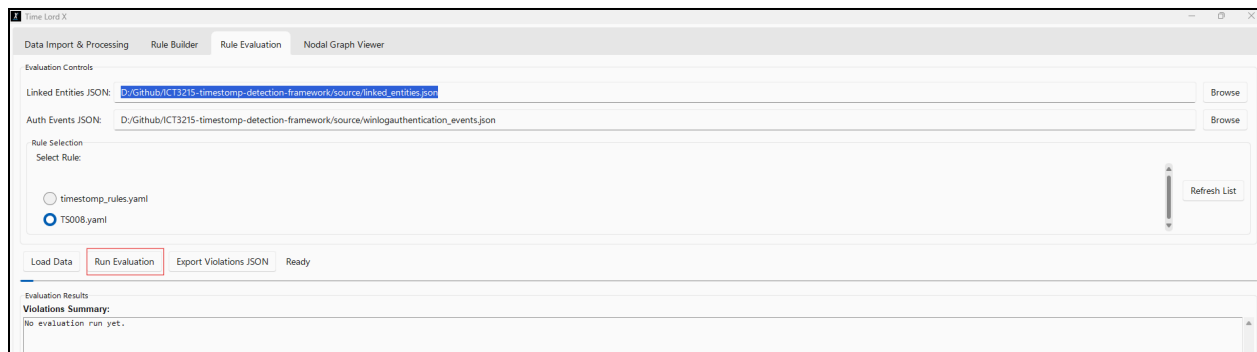 Time Lord X
Data Import & Processing Rule Builder Rule Evaluation Nodal Graph Viewer
Evaluation Controls
Linked Entities JSON: D:/Github/ICT3215-timestomp-detection-framework/source/linked_entities.json Browse
Auth Events JSON: D:/Github/ICT3215-timestomp-detection-framework/source/winlogauthentication_events.json Browse
Rule Selection
Select Rule:
Refresh List
timestomp_rules.yaml
TS008.yaml
Load Data Run Evaluation Export Violations JSON Ready
Evaluation Results
Violations Summary:
No evaluation run yet.